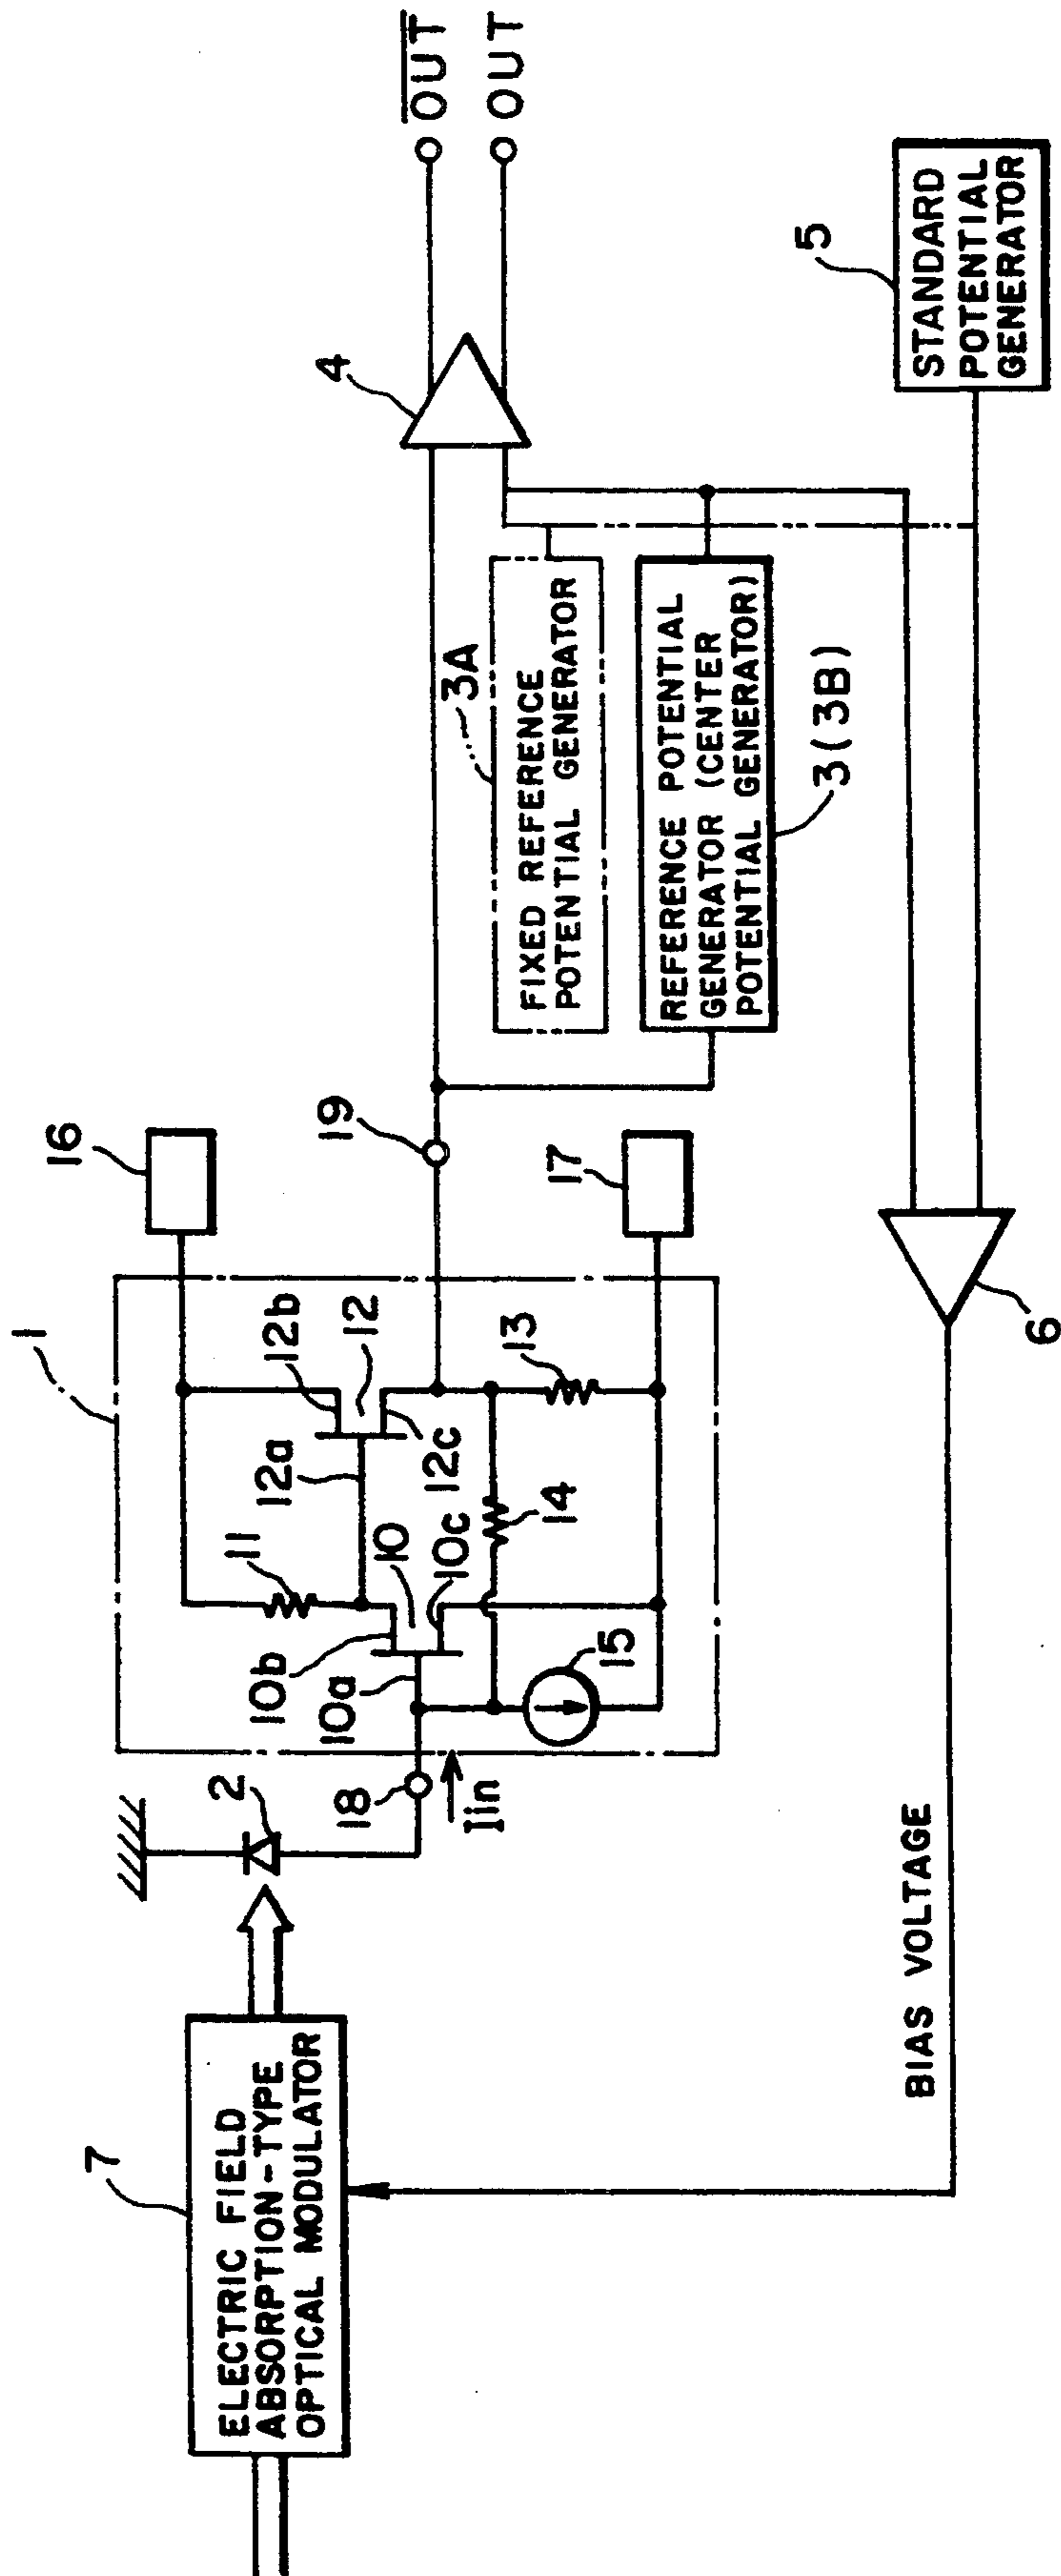 7
ELECTRIC FIELD
ABSORPTION-TYPE
OPTICAL MODULATOR
2
18
Iin
1
10b
10a
11
10
10c
12a
12b
12
12c
13
14
15
16
17
19
3A
FIXED REFERENCE
POTENTIAL GENERATOR
REFERENCE POTENTIAL
GENERATOR (CENTER
POTENTIAL GENERATOR)
3(3B)
4
OUT
OUT
5
STANDARD
POTENTIAL
GENERATOR
6
BIAS VOLTAGE